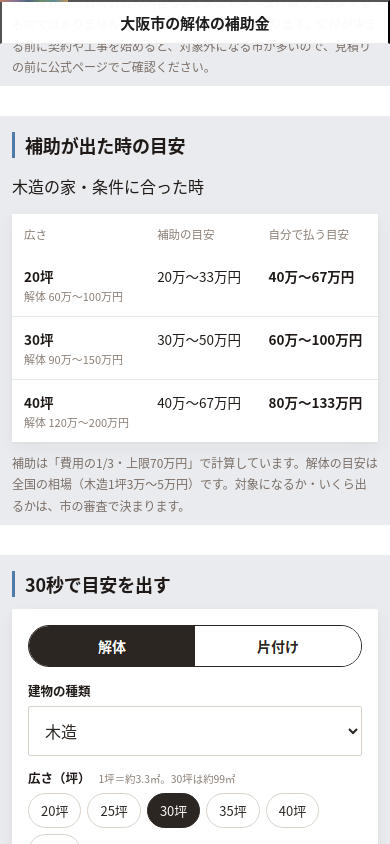 大阪市の解体の補助金
る前に契約や工事を始めると、対象外になる市が多いので、見積り
の前に公式ページでご確認ください。
補助が出た時の目安
木造の家・条件に合った時
広さ 補助の目安 自分で払う目安
20坪 20万〜33万円 40万〜67万円
解体 60万〜100万円
30坪 30万〜50万円 60万〜100万円
解体 90万〜150万円
40坪 40万〜67万円 80万〜133万円
解体 120万〜200万円
補助は「費用の1/3・上限70万円」で計算しています。解体の目安は
全国の相場（木造1坪3万〜5万円）です。対象になるか・いくら出
るかは、市の審査で決まります。
30秒で目安を出す
解体 片付け
建物の種類
木造
広さ（坪） 1坪＝約3.3㎡。30坪は約99㎡
20坪 25坪 30坪 35坪 40坪